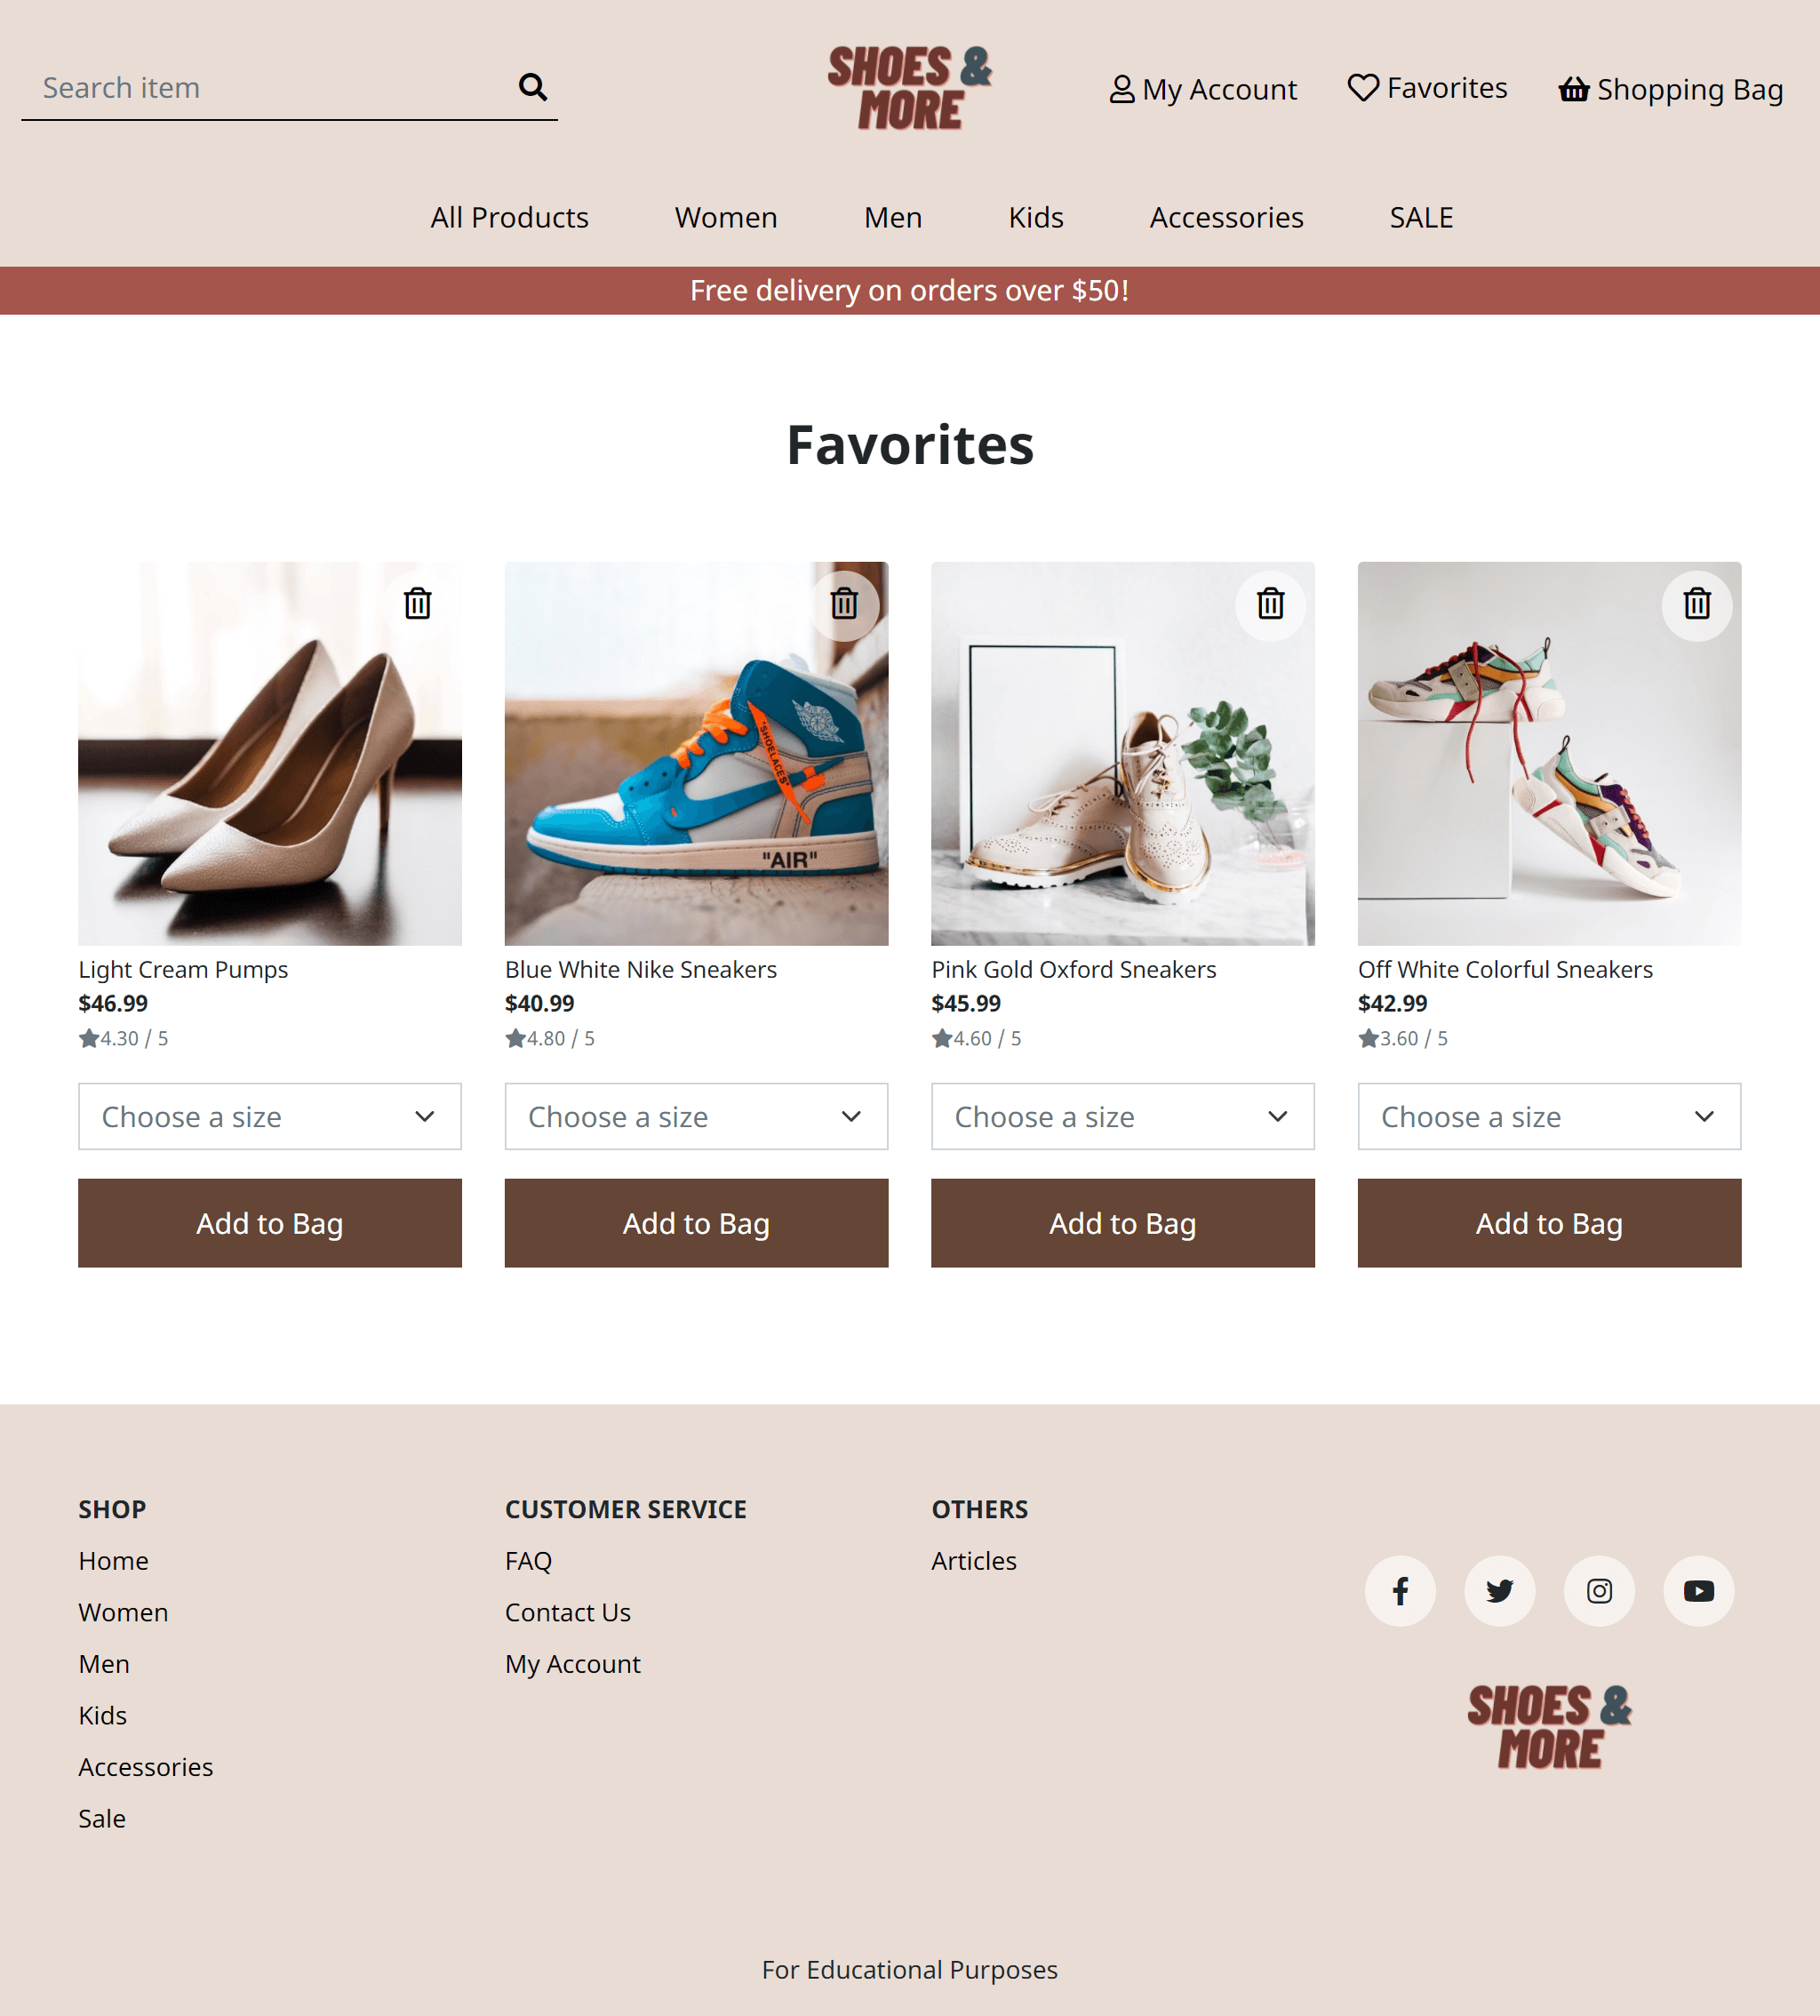 Search item
SHOES &
MORE
My Account
Favorites
Shopping Bag
All Products
Women
Men
Kids
Accessories
SALE
Free delivery on orders over $50!
Favorites
"SHOELACES"
"AIR"
Light Cream Pumps
$46.99
4.30 / 5
Choose a size
Add to Bag
Blue White Nike Sneakers
$40.99
4.80 / 5
Choose a size
Add to Bag
Pink Gold Oxford Sneakers
$45.99
4.60 / 5
Choose a size
Add to Bag
Off White Colorful Sneakers
$42.99
3.60 / 5
Choose a size
Add to Bag
SHOP
Home
Women
Men
Kids
Accessories
Sale
CUSTOMER SERVICE
FAQ
Contact Us
My Account
OTHERS
Articles
SHOES &
MORE
For Educational Purposes